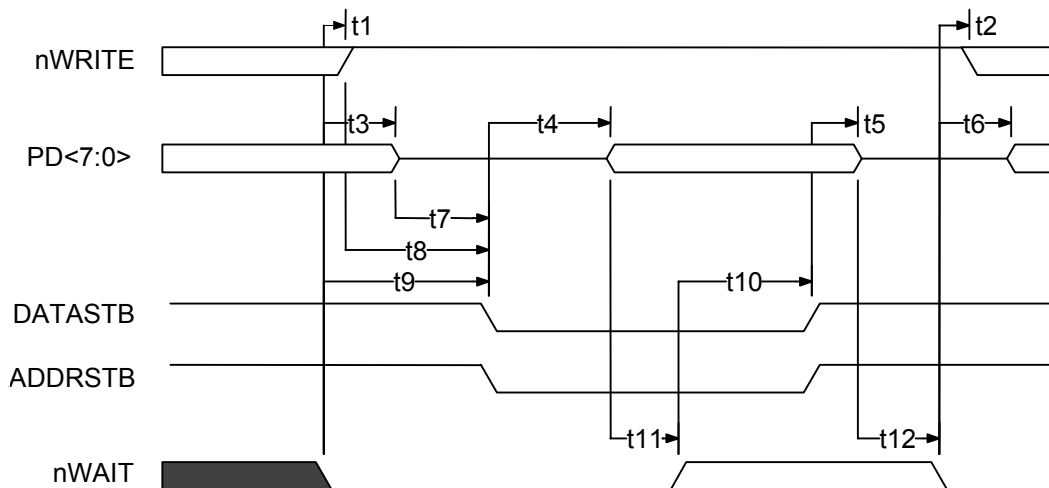 t1
t2
nWRITE
t3
t4
t5
t6
PD<7:0>
t7
t8
t9
t10
DATASTB
ADDRSTB
t11
t12
nWAIT